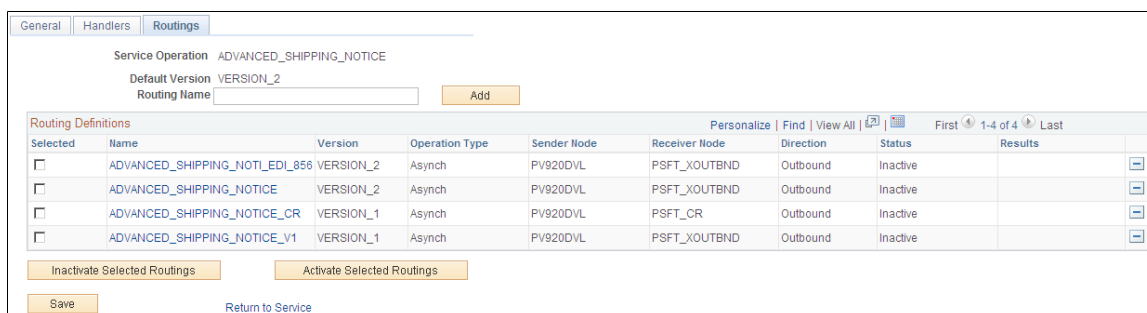 General Handlers Routings
Service Operation ADVANCED_SHIPPING_NOTICE
Default Version VERSION_2
Routing Name Add
Routing Definitions Personalize | Find | View All | | First 1-4 of 4 Last
Selected Name Version Operation Type Sender Node Receiver Node Direction Status Results
ADVANCED_SHIPPING_NOTI_EDI_856 VERSION_2 Asynch PV920DVL PSFT_XOUTBND Outbound Inactive
ADVANCED_SHIPPING_NOTICE VERSION_2 Asynch PV920DVL PSFT_XOUTBND Outbound Inactive
ADVANCED_SHIPPING_NOTICE_CR VERSION_1 Asynch PV920DVL PSFT_CR Outbound Inactive
ADVANCED_SHIPPING_NOTICE_V1 VERSION_1 Asynch PV920DVL PSFT_XOUTBND Outbound Inactive
Inactivate Selected Routings Activate Selected Routings
Save Return to Service